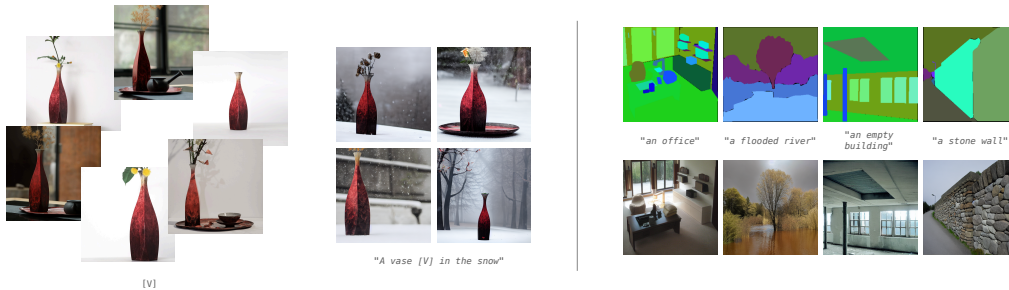 [V]
"A vase [V] in the snow"
"an office"
"a flooded river"
"an empty
building"
"a stone wall"